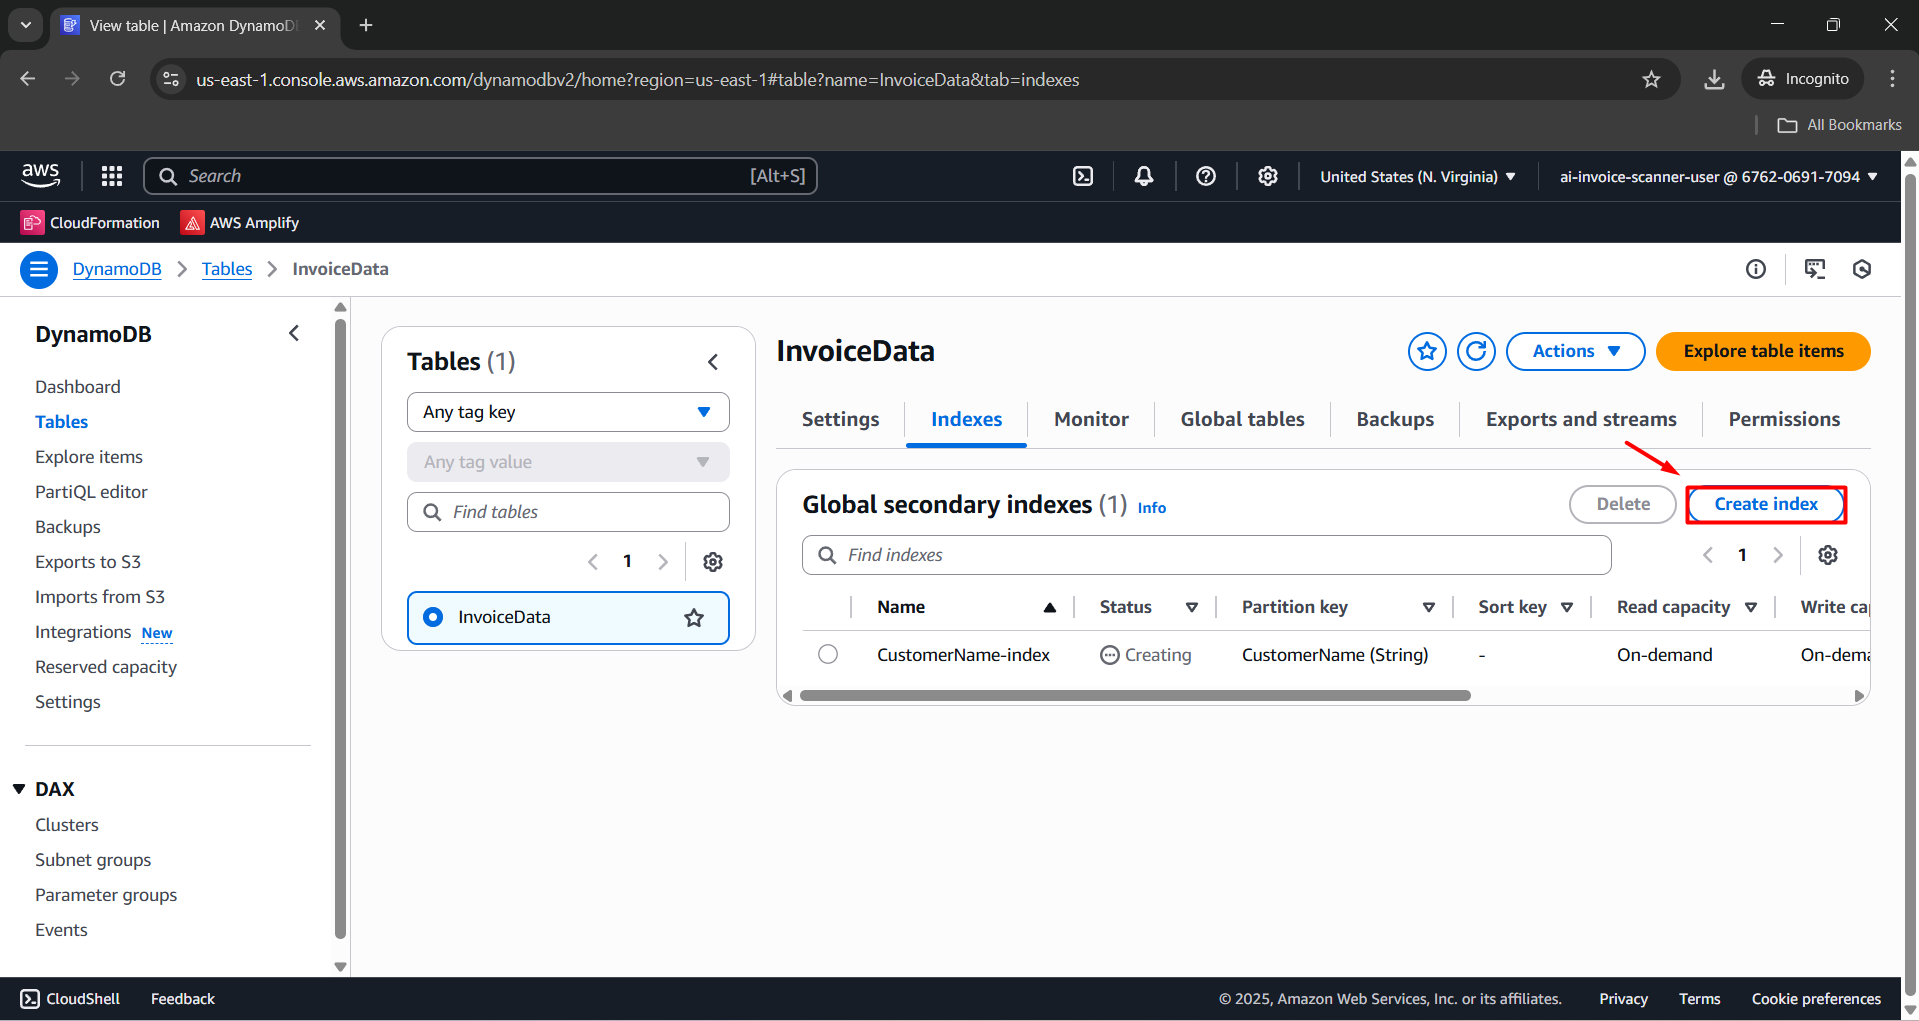 View table | Amazon DynamoD
us-east-1.console.aws.amazon.com/dynamodbv2/home?region=us-east-1#table?name=InvoiceData&tab=indexes
Incognito
All Bookmarks
aws
Search
[Alt+S]
United States (N. Virginia)
ai-invoice-scanner-user @ 6762-0691-7094
CloudFormation
AWS Amplify
DynamoDB
Tables
InvoiceData
DynamoDB
Dashboard
Tables
Explore items
PartiQL editor
Backups
Exports to S3
Imports from S3
Integrations New
Reserved capacity
Settings
DAX
Clusters
Subnet groups
Parameter groups
Events
Tables (1)
Any tag key
Any tag value
Find tables
1
InvoiceData
InvoiceData
Actions
Explore table items
Settings
Indexes
Monitor
Global tables
Backups
Exports and streams
Permissions
Global secondary indexes (1) Info
Delete
Create index
Find indexes
1
Name Status Partition key Sort key Read capacity Write cap
CustomerName-index Creating CustomerName (String) - On-demand On-dema
CloudShell
Feedback
© 2025, Amazon Web Services, Inc. or its affiliates.
Privacy
Terms
Cookie preferences